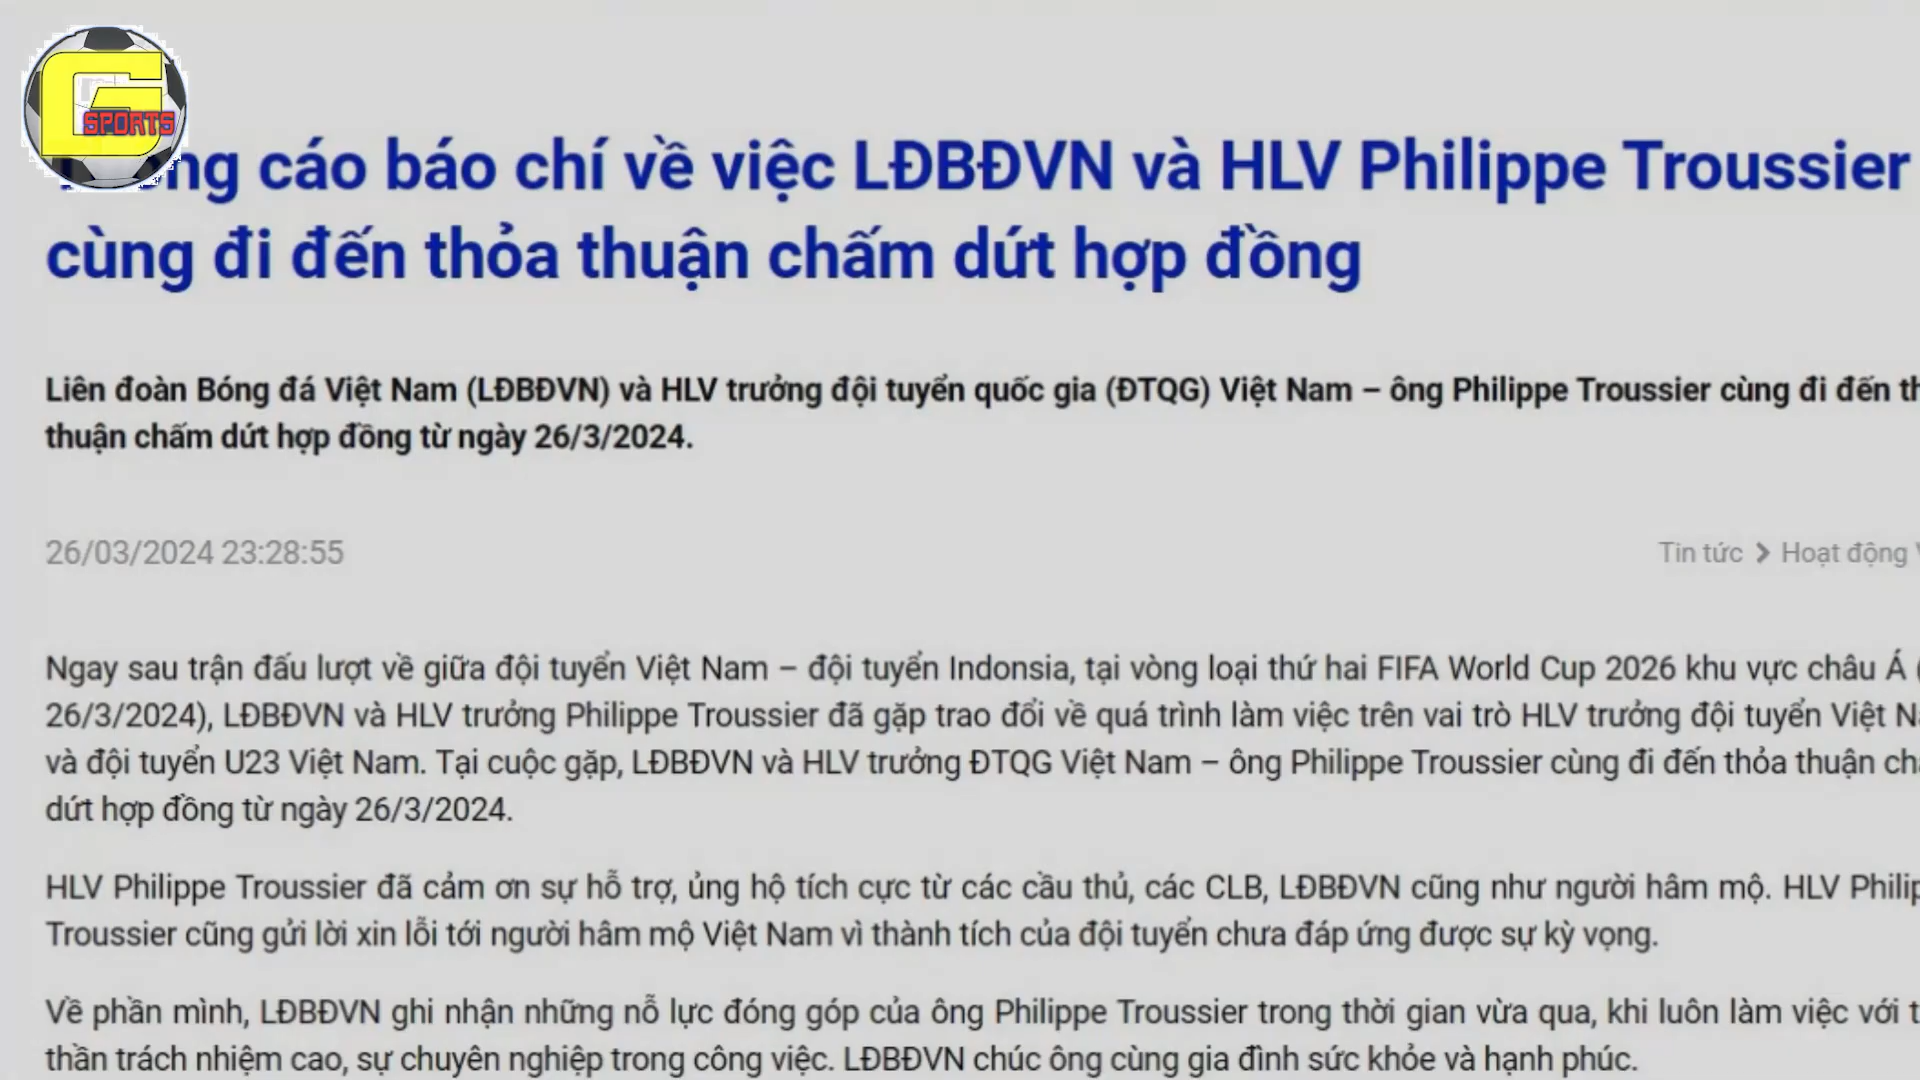 G
SPORTS
cáo báo chí về việc LĐBĐVN và HLV Philippe Troussier
cùng đi đến thỏa thuận chấm dứt hợp đồng
Liên đoàn Bóng đá Việt Nam (LĐBĐVN) và HLV trưởng đội tuyển quốc gia (ĐTQG) Việt Nam – ông Philippe Troussier cùng đi đến
thuận chấm dứt hợp đồng từ ngày 26/3/2024.
26/03/2024 23:28:55
Tin tức > Hoạt động
Ngay sau trận đấu lượt về giữa đội tuyển Việt Nam – đội tuyển Indonsia, tại vòng loại thứ hai FIFA World Cup 2026 khu vực châu Á
26/3/2024), LĐBĐVN và HLV trưởng Philippe Troussier đã gặp trao đổi về quá trình làm việc trên vai trò HLV trưởng đội tuyển Việt
và đội tuyển U23 Việt Nam. Tại cuộc gặp, LĐBĐVN và HLV trưởng ĐTQG Việt Nam – ông Philippe Troussier cùng đi đến thỏa thuận
dứt hợp đồng từ ngày 26/3/2024.
HLV Philippe Troussier đã cảm ơn sự hỗ trợ, ủng hộ tích cực từ các cầu thủ, các CLB, LĐBĐVN cũng như người hâm mộ. HLV
Troussier cũng gửi lời xin lỗi tới người hâm mộ Việt Nam vì thành tích của đội tuyển chưa đáp ứng được sự kỳ vọng.
Về phần mình, LĐBĐVN ghi nhận những nỗ lực đóng góp của ông Philippe Troussier trong thời gian vừa qua, khi luôn làm việc với
thần trách nhiệm cao, sự chuyên nghiệp trong công việc. LĐBĐVN chúc ông cùng gia đình sức khỏe và hạnh phúc.